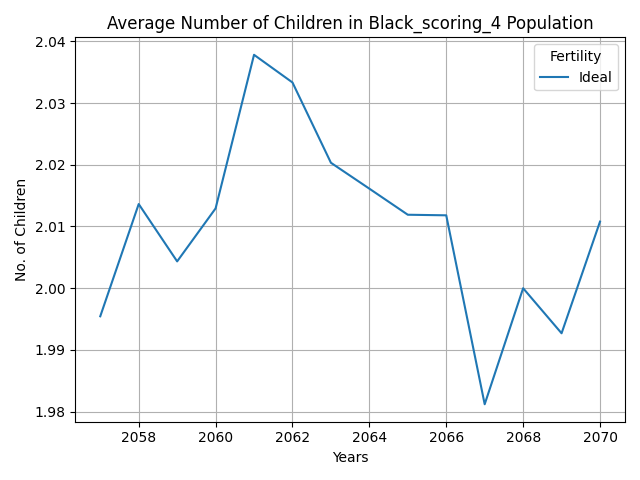 Average Number of Children in Black_scoring_4 Population
2.04
2.03
2.02
2.01
2.00
1.99
1.98
No. of Children
Fertility
Ideal
2058 2060 2062 2064 2066 2068 2070
Years